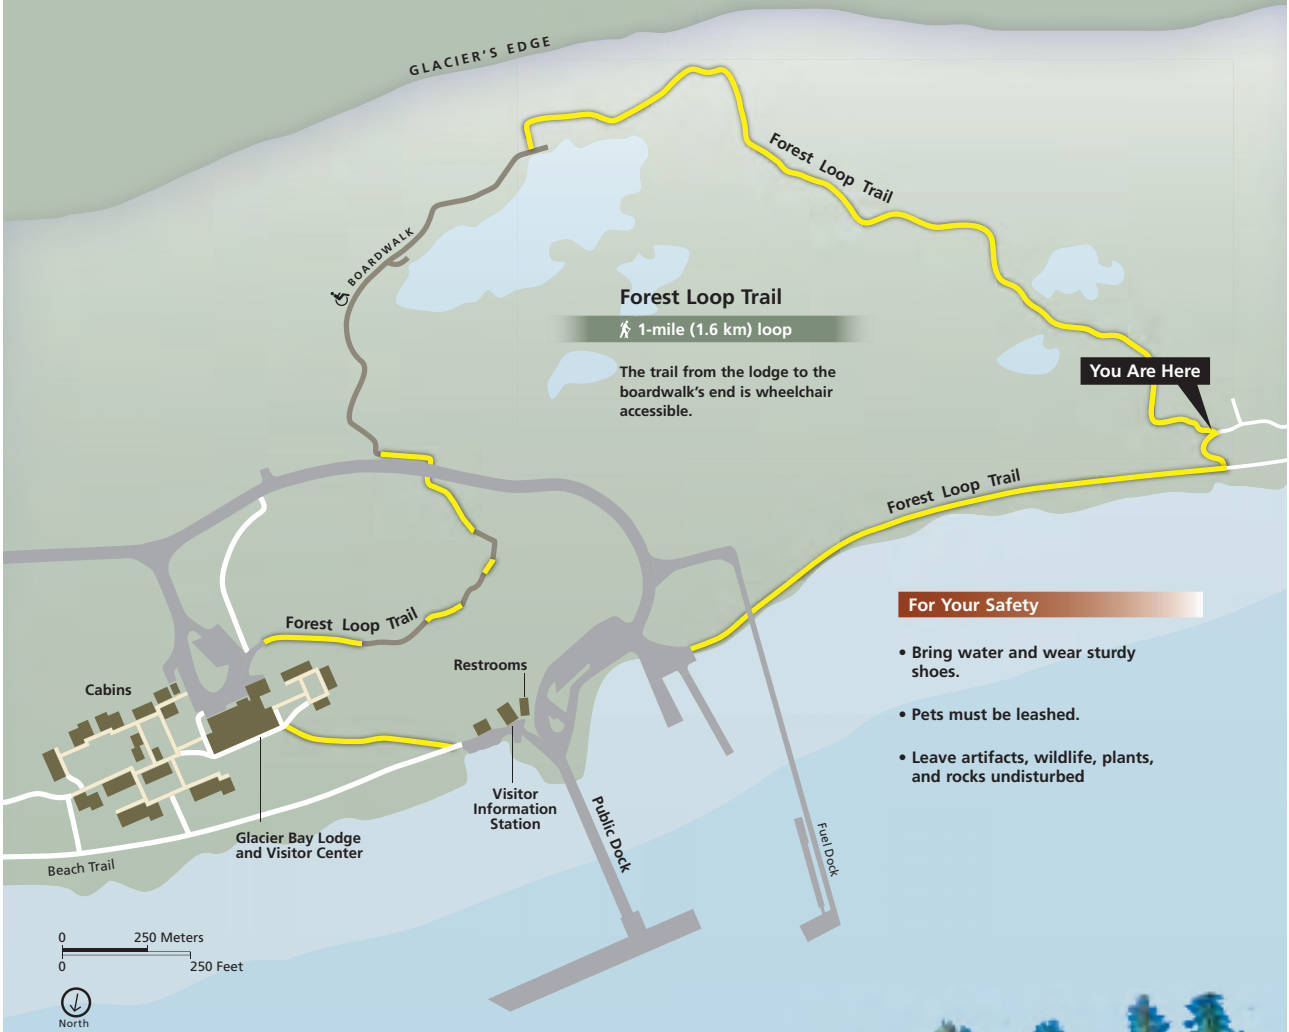 GLACIER'S EDGE
Forest Loop Trail
BOARDWALK
Forest Loop Trail
1-mile (1.6 km) loop
The trail from the lodge to the
boardwalk's end is wheelchair
accessible.
You Are Here
Forest Loop Trail
For Your Safety
• Bring water and wear sturdy
shoes.
• Pets must be leashed.
• Leave artifacts, wildlife, plants,
and rocks undisturbed
Forest Loop Trail
Restrooms
Cabins
Visitor
Information
Station
Public Dock
Fuel Dock
Glacier Bay Lodge
and Visitor Center
Beach Trail
0 250 Meters
0 250 Feet
North